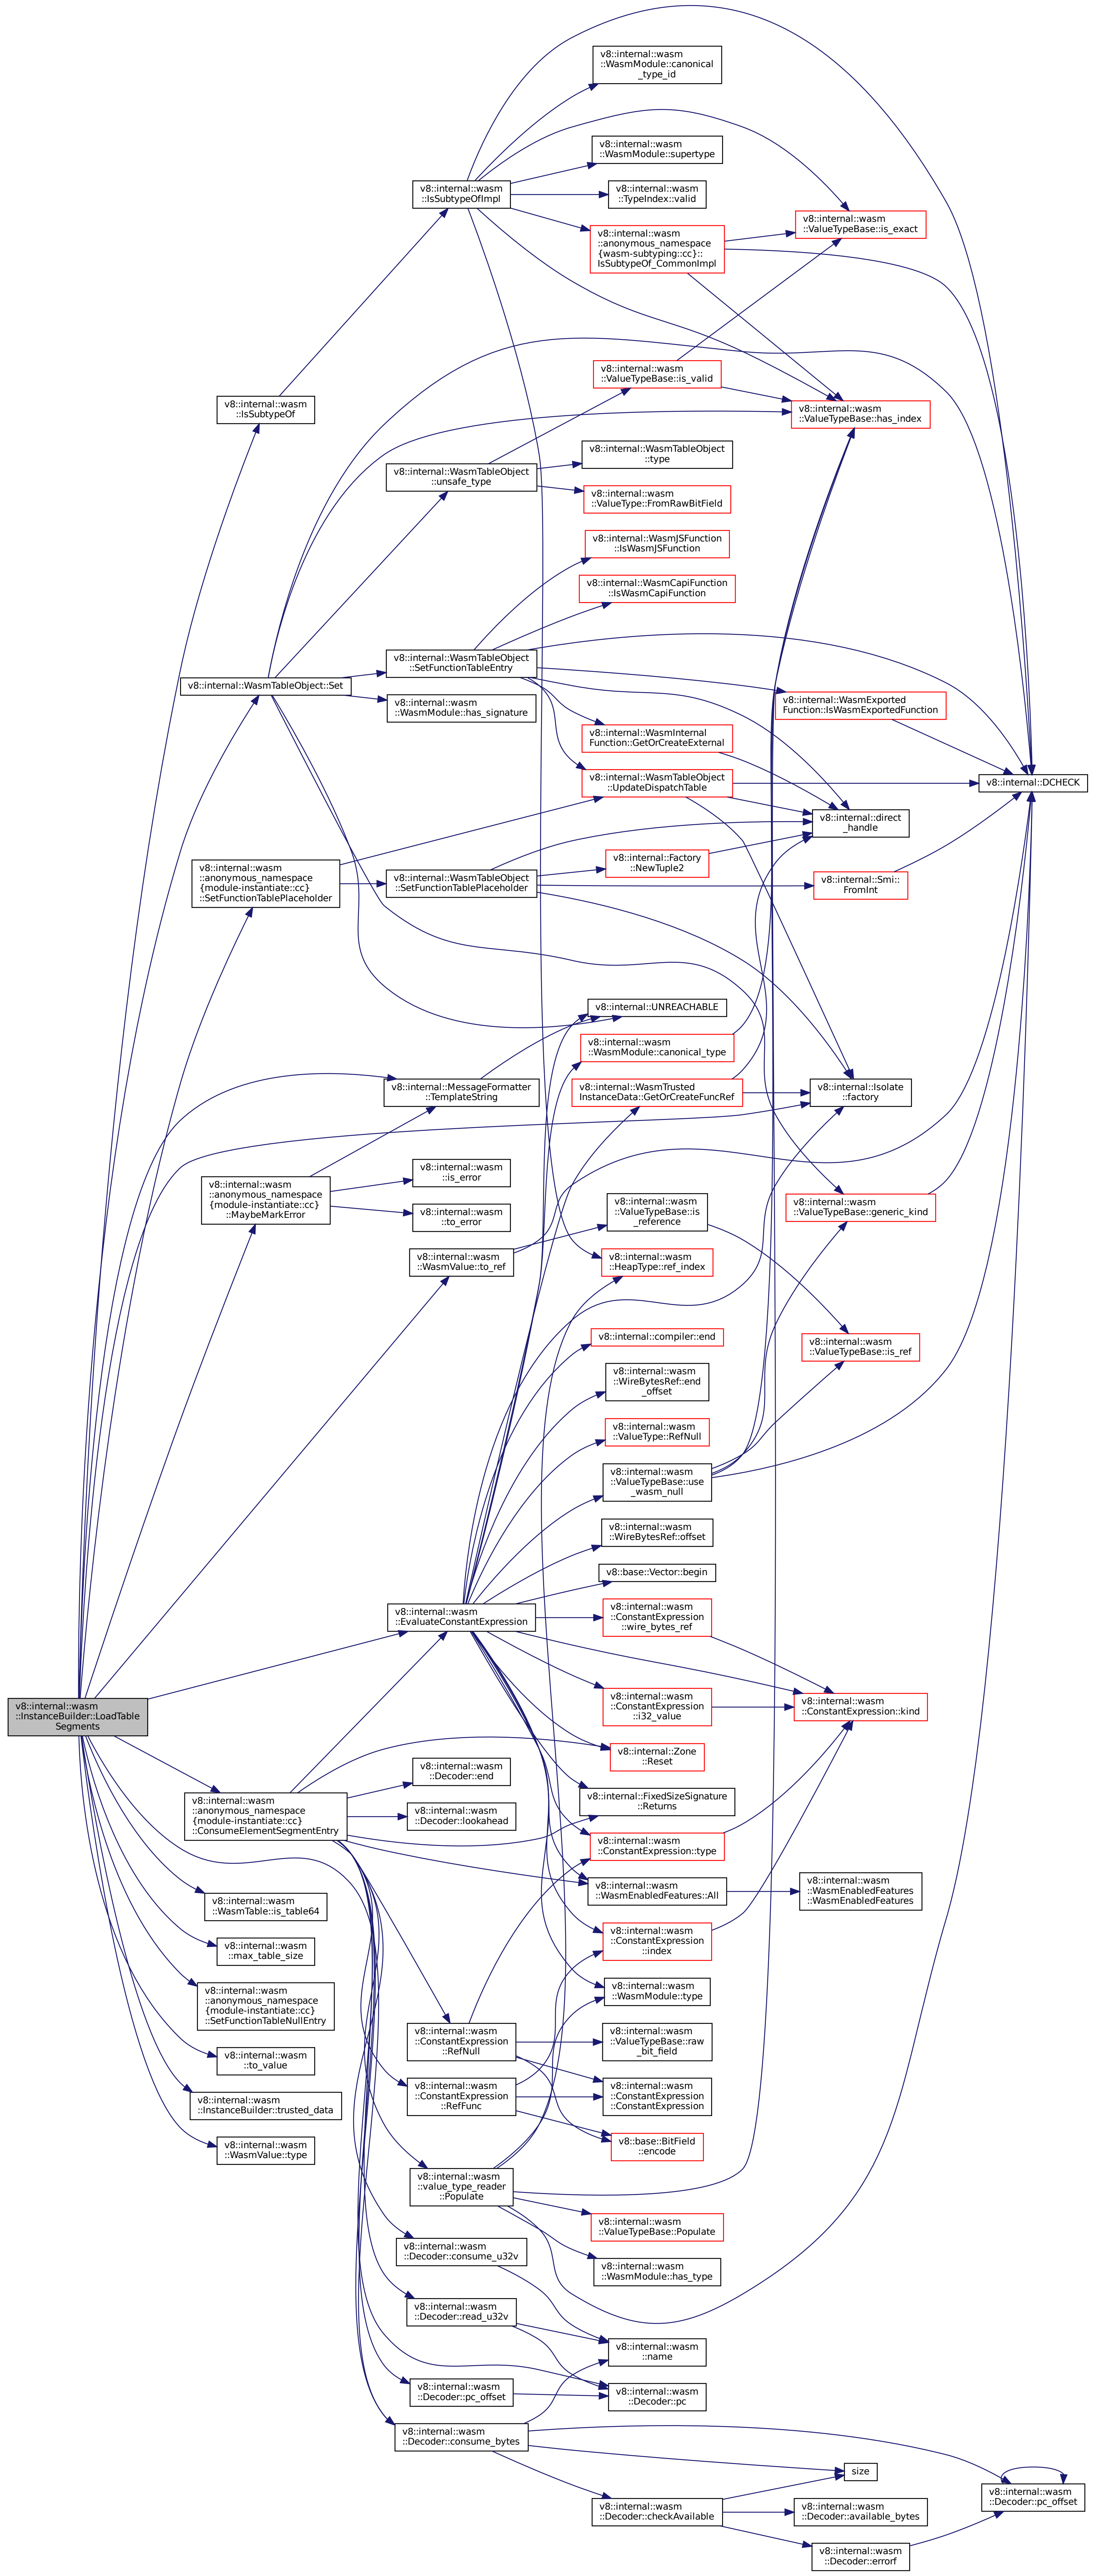 v8::internal::wasm
::WasmModule::canonical
_type_id
v8::internal::wasm
::WasmModule::supertype
v8::internal::wasm
::IsSubtypeOfImpl
v8::internal::wasm
::TypeIndex::valid
v8::internal::wasm
::ValueTypeBase::is_exact
v8::internal::wasm
::anonymous_namespace
{wasm-subtyping::cc}::
IsSubtypeOf_CommonImpl
v8::internal::wasm
::ValueTypeBase::is_valid
v8::internal::wasm
::IsSubtypeOf
v8::internal::wasm
::ValueTypeBase::has_index
v8::internal::WasmTableObject
::type
v8::internal::WasmTableObject
::unsafe_type
v8::internal::wasm
::ValueType::FromRawBitField
v8::internal::WasmJSFunction
::IsWasmJSFunction
v8::internal::WasmCapiFunction
::IsWasmCapiFunction
v8::internal::WasmTableObject
::SetFunctionTableEntry
v8::internal::WasmTableObject::Set
v8::internal::wasm
::WasmModule::has_signature
v8::internal::WasmExported
Function::IsWasmExportedFunction
v8::internal::WasmInternal
Function::GetOrCreateExternal
v8::internal::WasmTableObject
::UpdateDispatchTable
v8::internal::DCHECK
v8::internal::direct
_handle
v8::internal::Factory
::NewTuple2
v8::internal::wasm
::anonymous_namespace
{module-instantiate::cc}
::SetFunctionTablePlaceholder
v8::internal::WasmTableObject
::SetFunctionTablePlaceholder
v8::internal::Smi::
FromInt
v8::internal::UNREACHABLE
v8::internal::wasm
::WasmModule::canonical_type
v8::internal::MessageFormatter
::TemplateString
v8::internal::WasmTrusted
InstanceData::GetOrCreateFuncRef
v8::internal::Isolate
::factory
v8::internal::wasm
::is_error
v8::internal::wasm
::anonymous_namespace
{module-instantiate::cc}
::MaybeMarkError
v8::internal::wasm
::to_error
v8::internal::wasm
::ValueTypeBase::is
_reference
v8::internal::wasm
::ValueTypeBase::generic_kind
v8::internal::wasm
::WasmValue::to_ref
v8::internal::wasm
::HeapType::ref_index
v8::internal::compiler::end
v8::internal::wasm
::ValueTypeBase::is_ref
v8::internal::wasm
::WireBytesRef::end
_offset
v8::internal::wasm
::ValueType::RefNull
v8::internal::wasm
::ValueTypeBase::use
_wasm_null
v8::internal::wasm
::WireBytesRef::offset
v8::base::Vector::begin
v8::internal::wasm
::EvaluateConstantExpression
v8::internal::wasm
::ConstantExpression
::wire_bytes_ref
v8::internal::wasm
::InstanceBuilder::LoadTable
Segments
v8::internal::wasm
::ConstantExpression
::i32_value
v8::internal::wasm
::ConstantExpression::kind
v8::internal::Zone
::Reset
v8::internal::wasm
::Decoder::end
v8::internal::FixedSizeSignature
::Returns
v8::internal::wasm
::anonymous_namespace
{module-instantiate::cc}
::ConsumeElementSegmentEntry
v8::internal::wasm
::Decoder::lookahead
v8::internal::wasm
::ConstantExpression::type
v8::internal::wasm
::WasmEnabledFeatures::All
v8::internal::wasm
::WasmEnabledFeatures
::WasmEnabledFeatures
v8::internal::wasm
::WasmTable::is_table64
v8::internal::wasm
::ConstantExpression
::index
v8::internal::wasm
::max_table_size
v8::internal::wasm
::WasmModule::type
v8::internal::wasm
::anonymous_namespace
{module-instantiate::cc}
::SetFunctionTableNullEntry
v8::internal::wasm
::ConstantExpression
::RefNull
v8::internal::wasm
::ValueTypeBase::raw
_bit_field
v8::internal::wasm
::to_value
v8::internal::wasm
::ConstantExpression
::RefFunc
v8::internal::wasm
::ConstantExpression
::ConstantExpression
v8::internal::wasm
::InstanceBuilder::trusted_data
v8::base::BitField
::encode
v8::internal::wasm
::WasmValue::type
v8::internal::wasm
::value_type_reader
::Populate
v8::internal::wasm
::ValueTypeBase::Populate
v8::internal::wasm
::Decoder::consume_u32v
v8::internal::wasm
::WasmModule::has_type
v8::internal::wasm
::Decoder::read_u32v
v8::internal::wasm
::name
v8::internal::wasm
::Decoder::pc_offset
v8::internal::wasm
::Decoder::pc
v8::internal::wasm
::Decoder::consume_bytes
size
v8::internal::wasm
::Decoder::pc_offset
v8::internal::wasm
::Decoder::checkAvailable
v8::internal::wasm
::Decoder::available_bytes
v8::internal::wasm
::Decoder::errorf